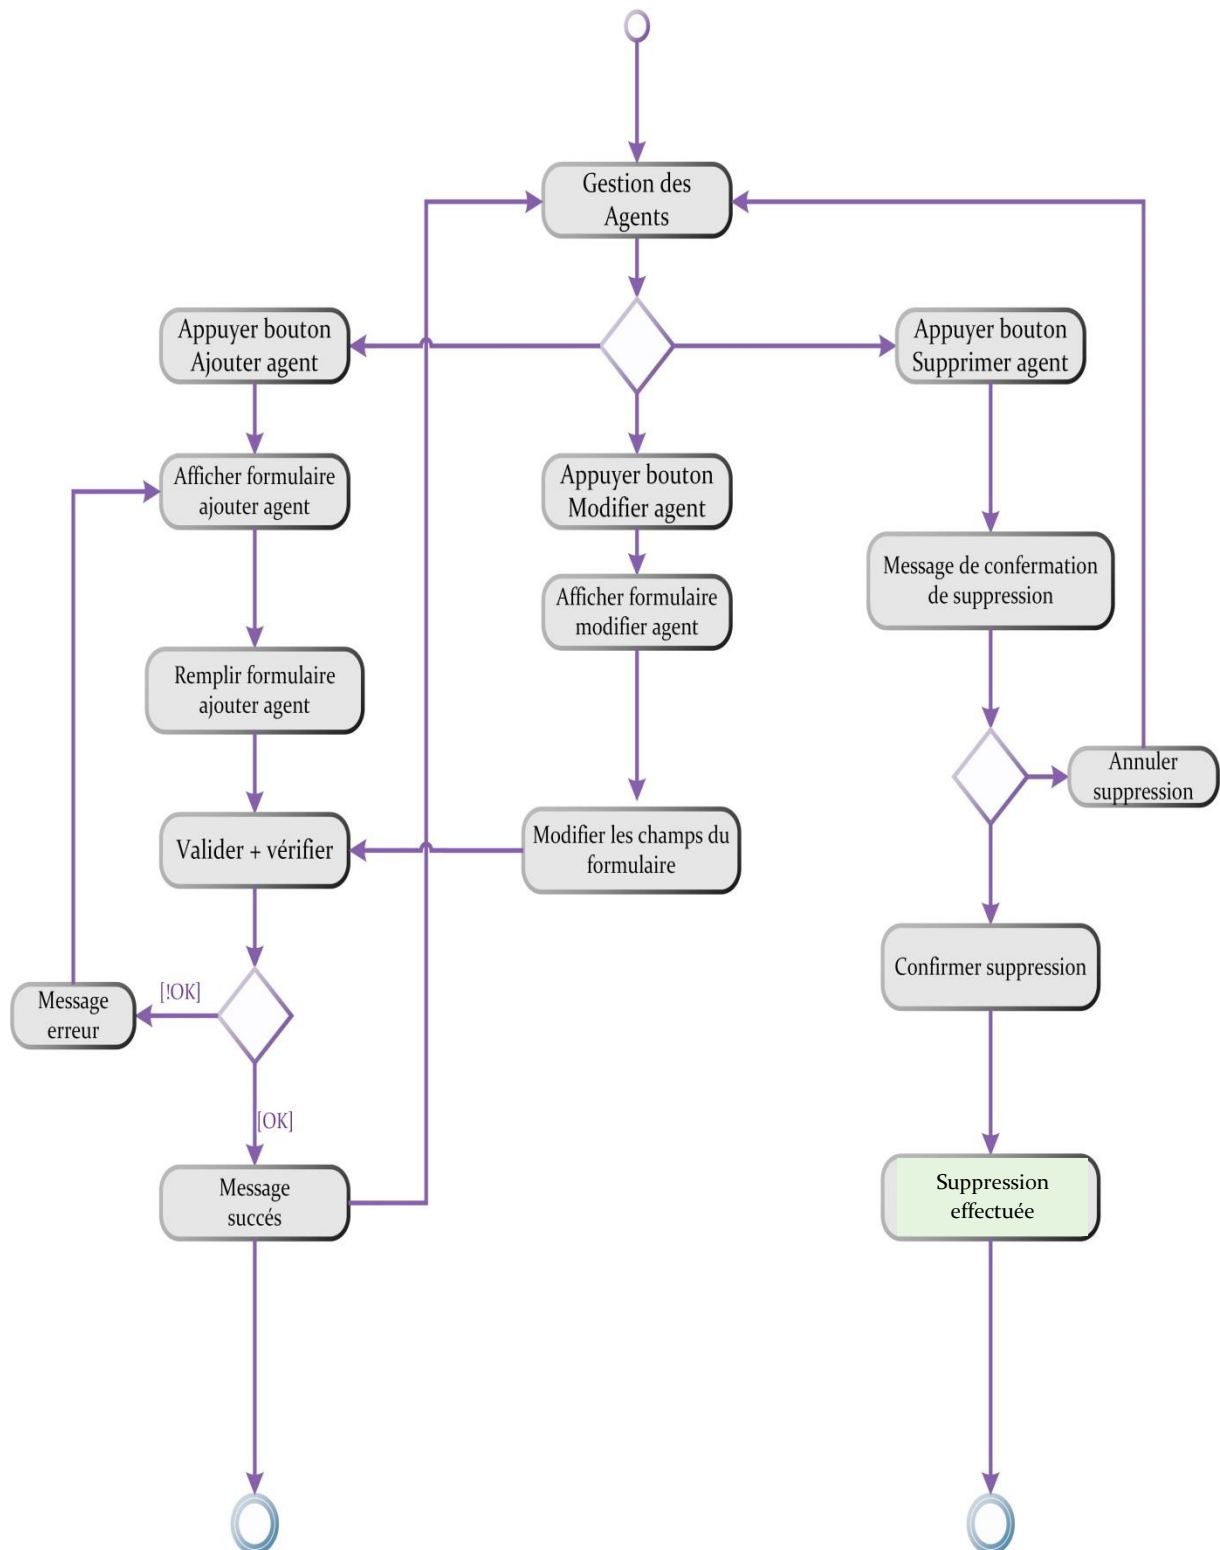 Gestion des
Agents
Appuyer bouton
Ajouter agent
Appuyer bouton
Supprimer agent
Afficher formulaire
ajouter agent
Appuyer bouton
Modifier agent
Message de confermation
de suppression
Afficher formulaire
modifier agent
Remplir formulaire
ajouter agent
Annuler
suppression
Valider + vérifier
Modifier les champs du
formulaire
Confirmer suppression
[!OK]
Message
erreur
[OK]
Message
succés
Suppression
effectuée